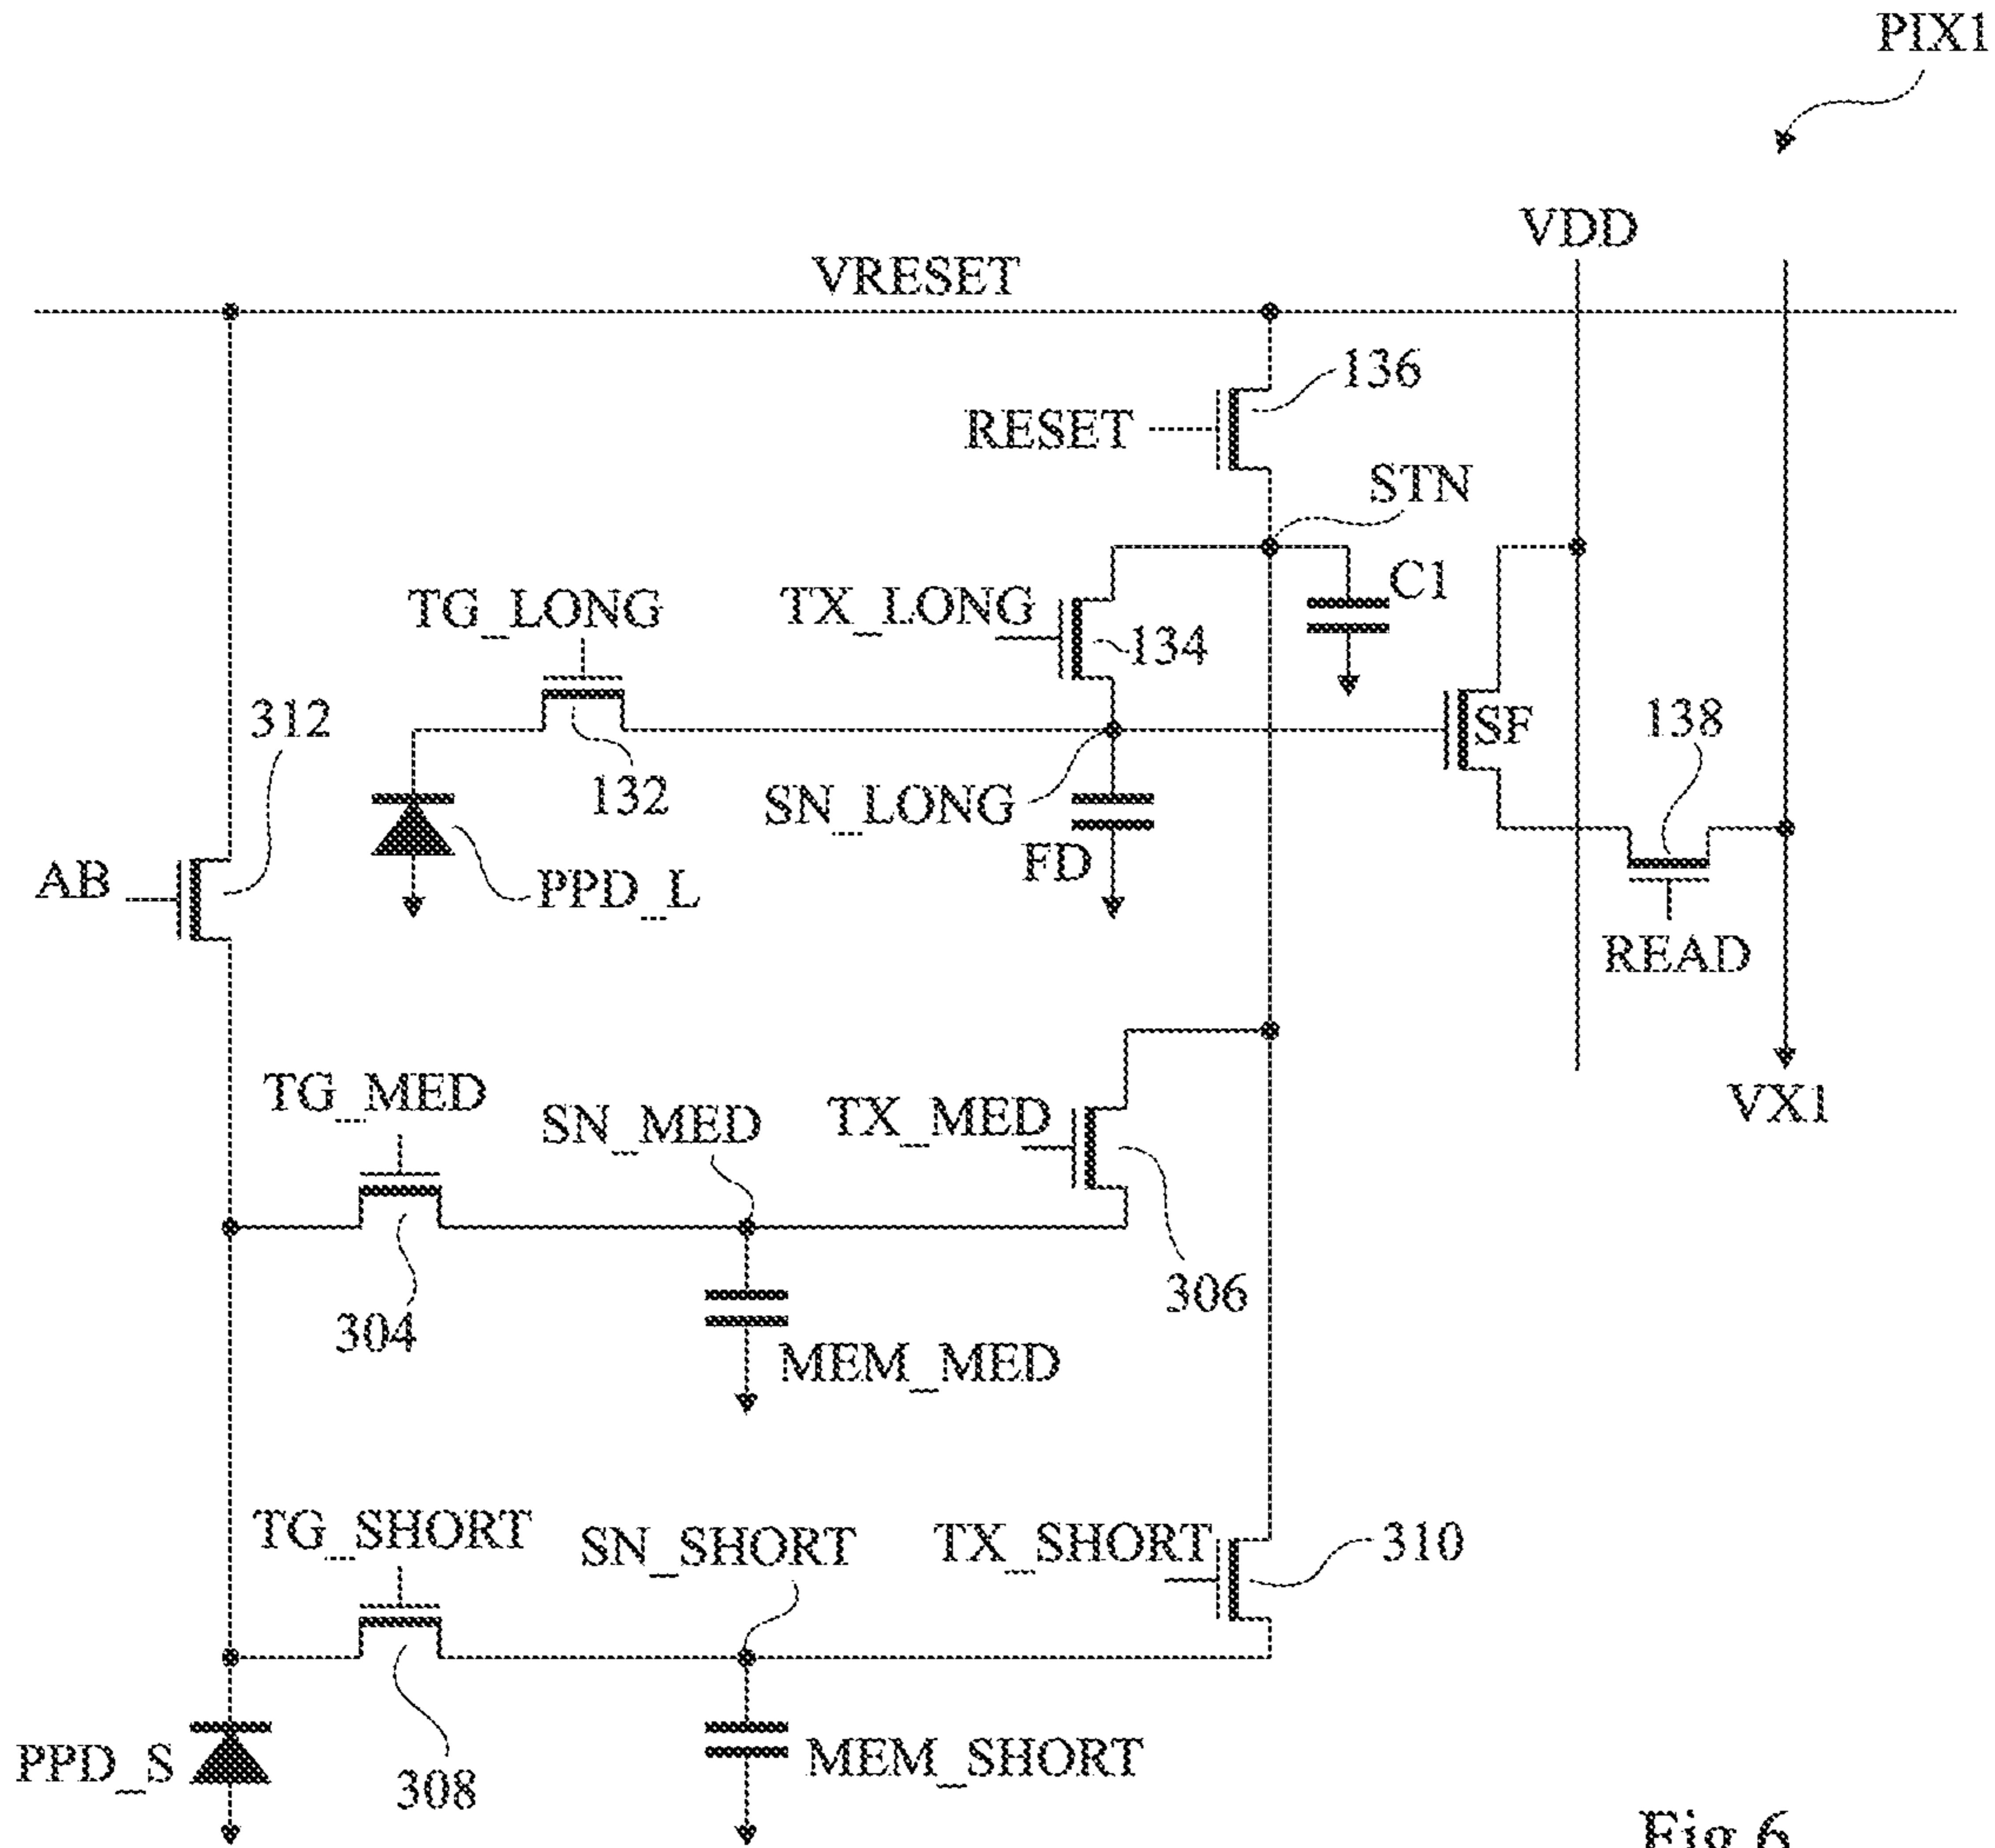 PIX1
VDD
VRESET
136
RESET
STN
C1
TG_LONG
TX_LONG
134
312
SF
138
132
SN_LONG
FD
AB
PPD_L
READ
TG_MED
SN_MED
TX_MED
VX1
306
304
MEM_MED
TG_SHORT
SN_SHORT
TX_SHORT
310
PPD_S
MEM_SHORT
308
Fig 6